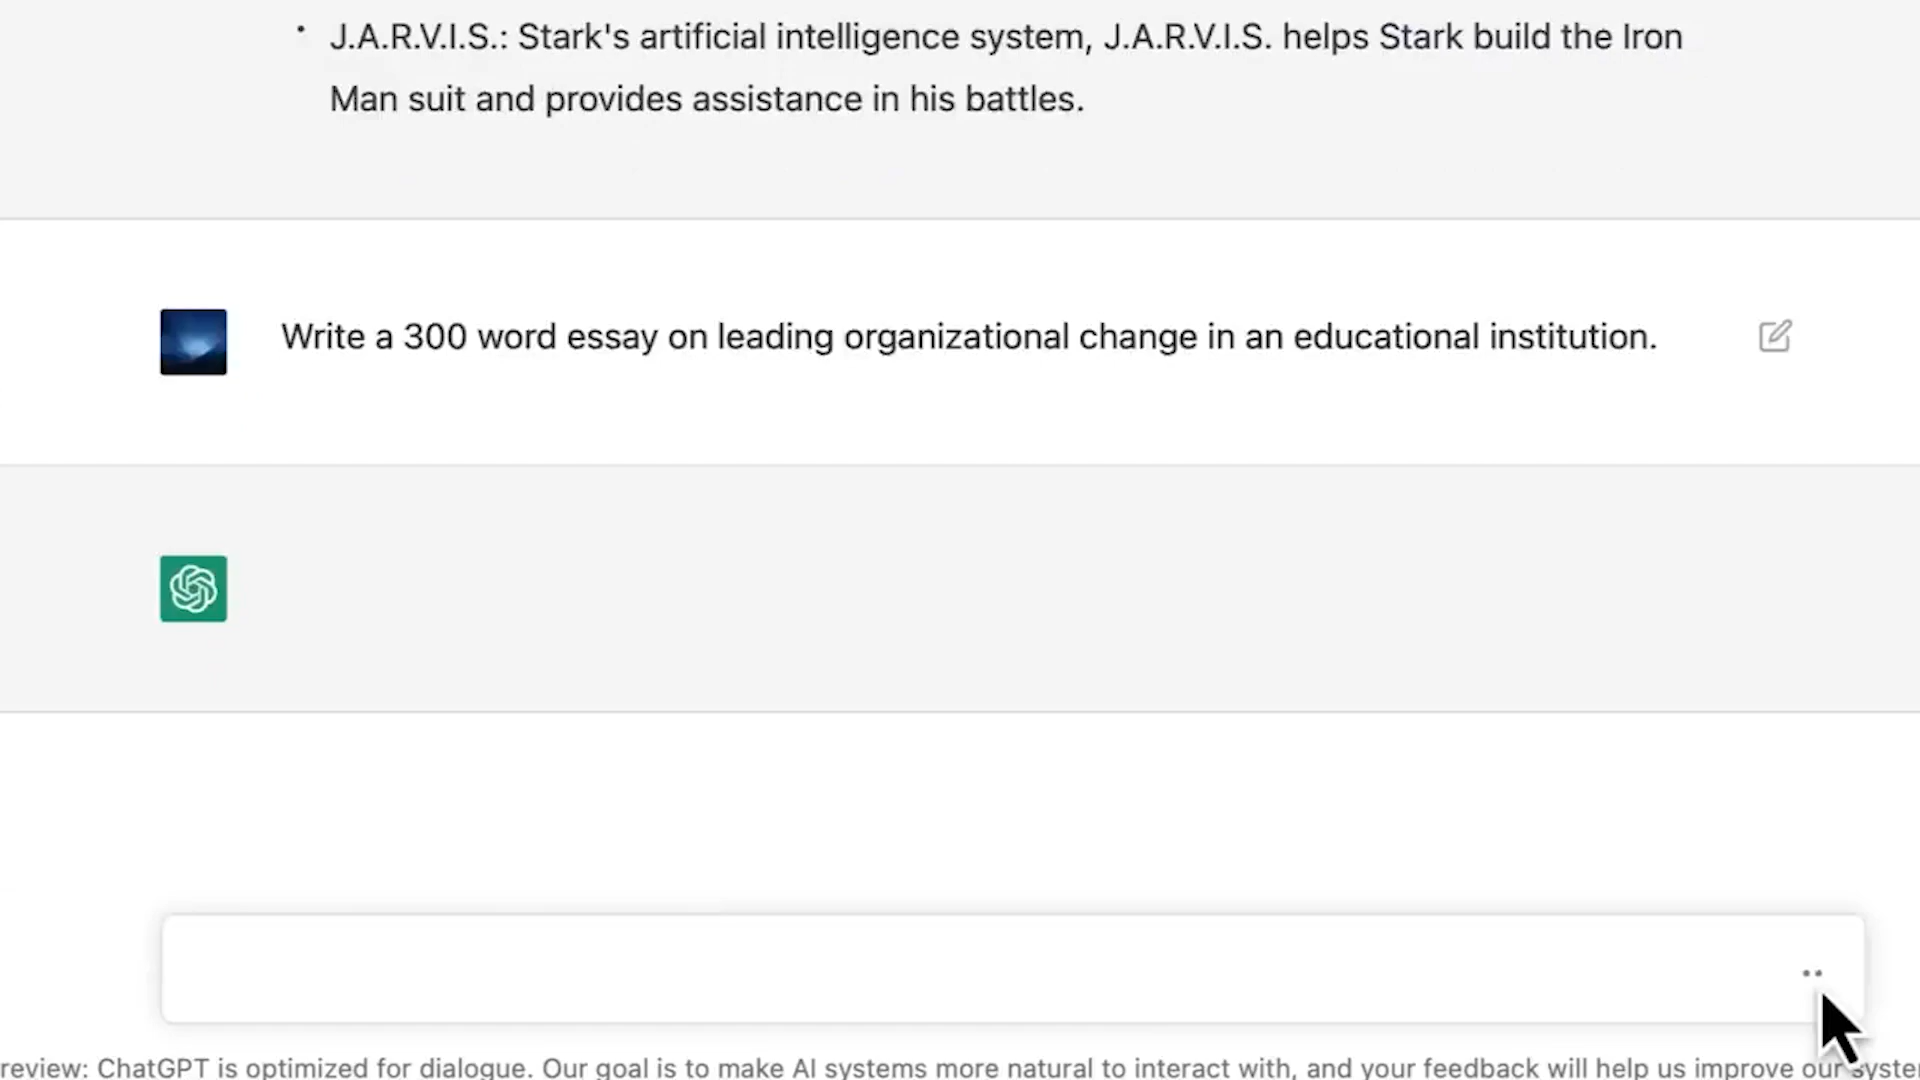 J.A.R.V.I.S.: Stark's artificial intelligence system, J.A.R.V.I.S. helps Stark build the Iron
Man suit and provides assistance in his battles.
Write a 300 word essay on leading organizational change in an educational institution.
review: ChatGPT is optimized for dialogue. Our goal is to make AI systems more natural to interact with, and your feedback will help us improve our syste